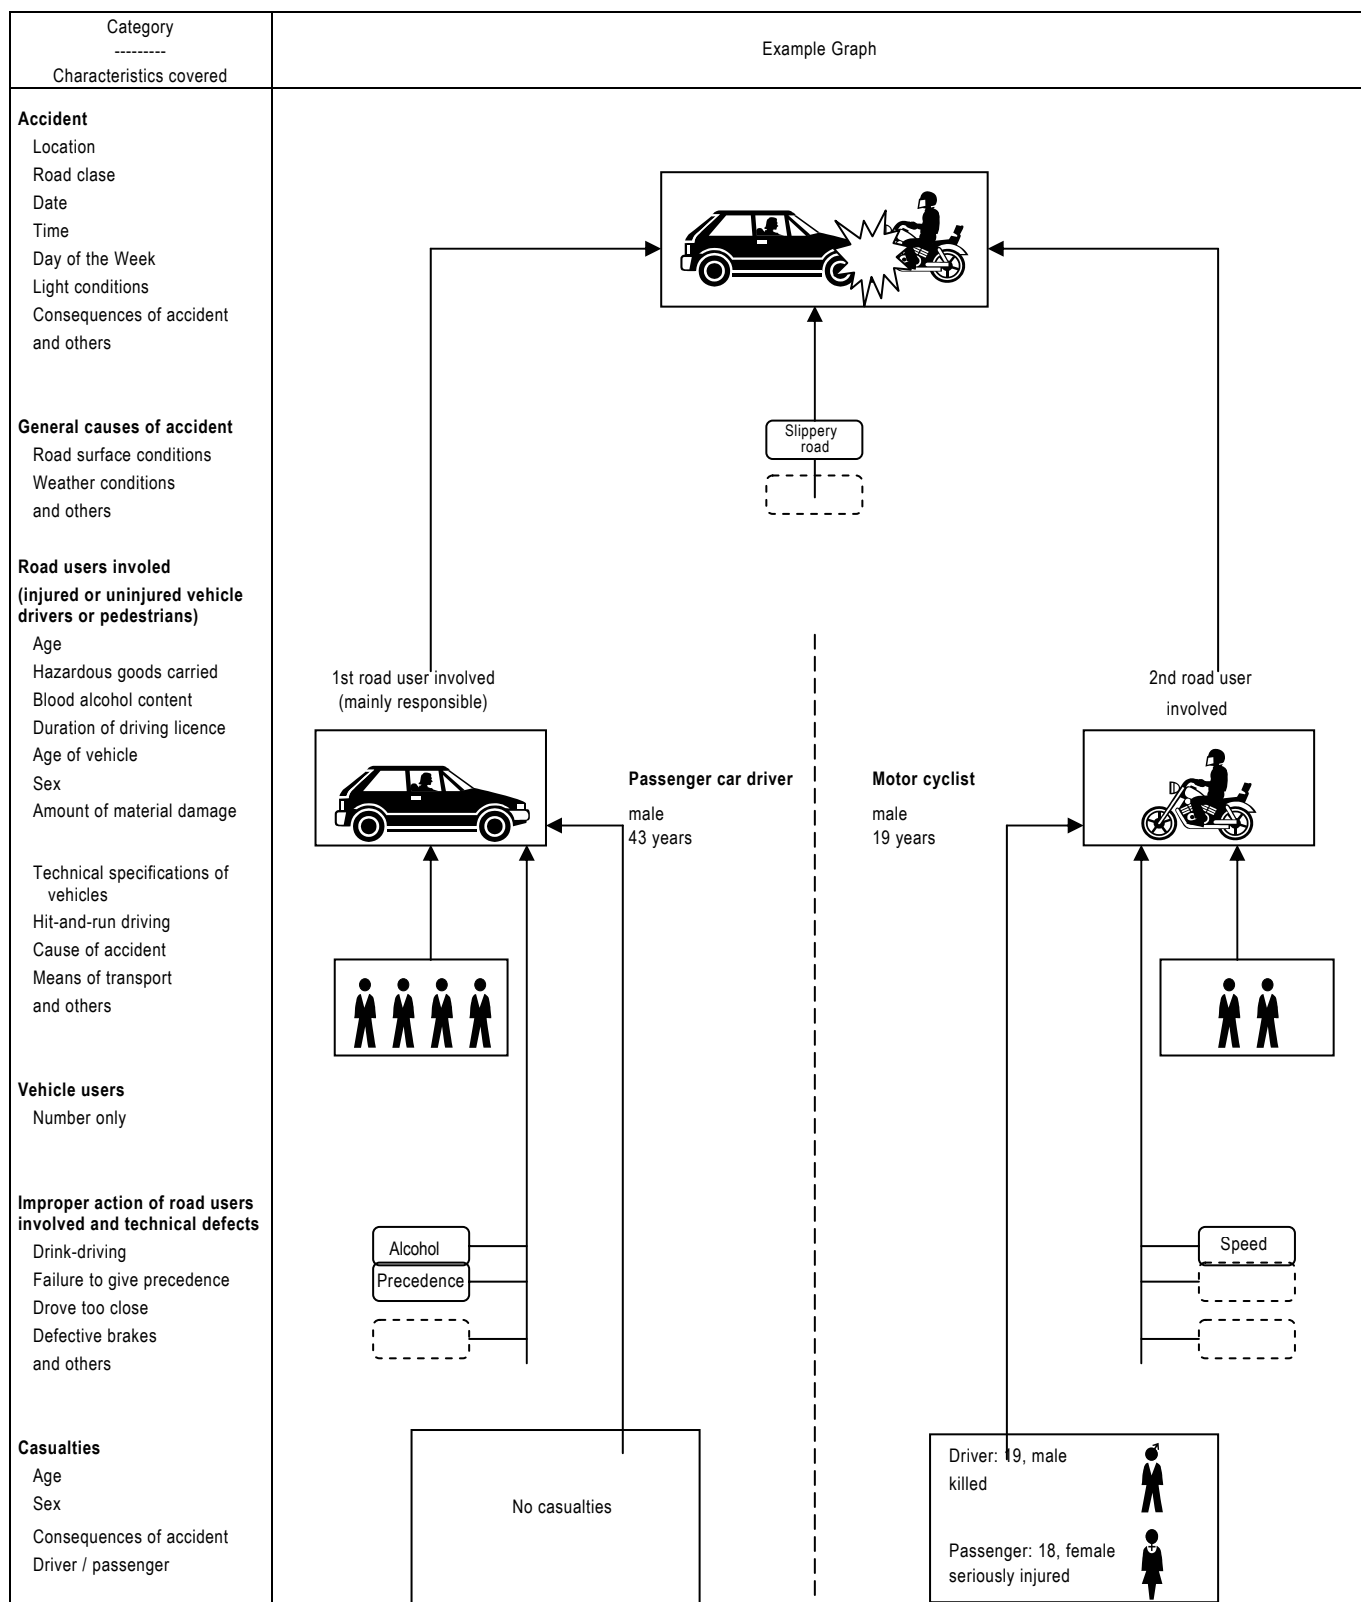 Category
---------
Characteristics covered
Example Graph
Accident
Location
Road clase
Date
Time
Day of the Week
Light conditions
Consequences of accident
and others
General causes of accident
Road surface conditions
Weather conditions
and others
Slippery
road
Road users involed
(injured or uninjured vehicle
drivers or pedestrians)
Age
Hazardous goods carried
Blood alcohol content
Duration of driving licence
Age of vehicle
Sex
Amount of material damage
Technical specifications of
vehicles
Hit-and-run driving
Cause of accident
Means of transport
and others
1st road user involved
(mainly responsible)
2nd road user
involved
Passenger car driver
male
43 years
Motor cyclist
male
19 years
Vehicle users
Number only
Improper action of road users
involved and technical defects
Drink-driving
Failure to give precedence
Drove too close
Defective brakes
and others
Alcohol
Precedence
Speed
Casualties
Age
Sex
Consequences of accident
Driver / passenger
No casualties
Driver: 19, male
killed
Passenger: 18, female
seriously injured